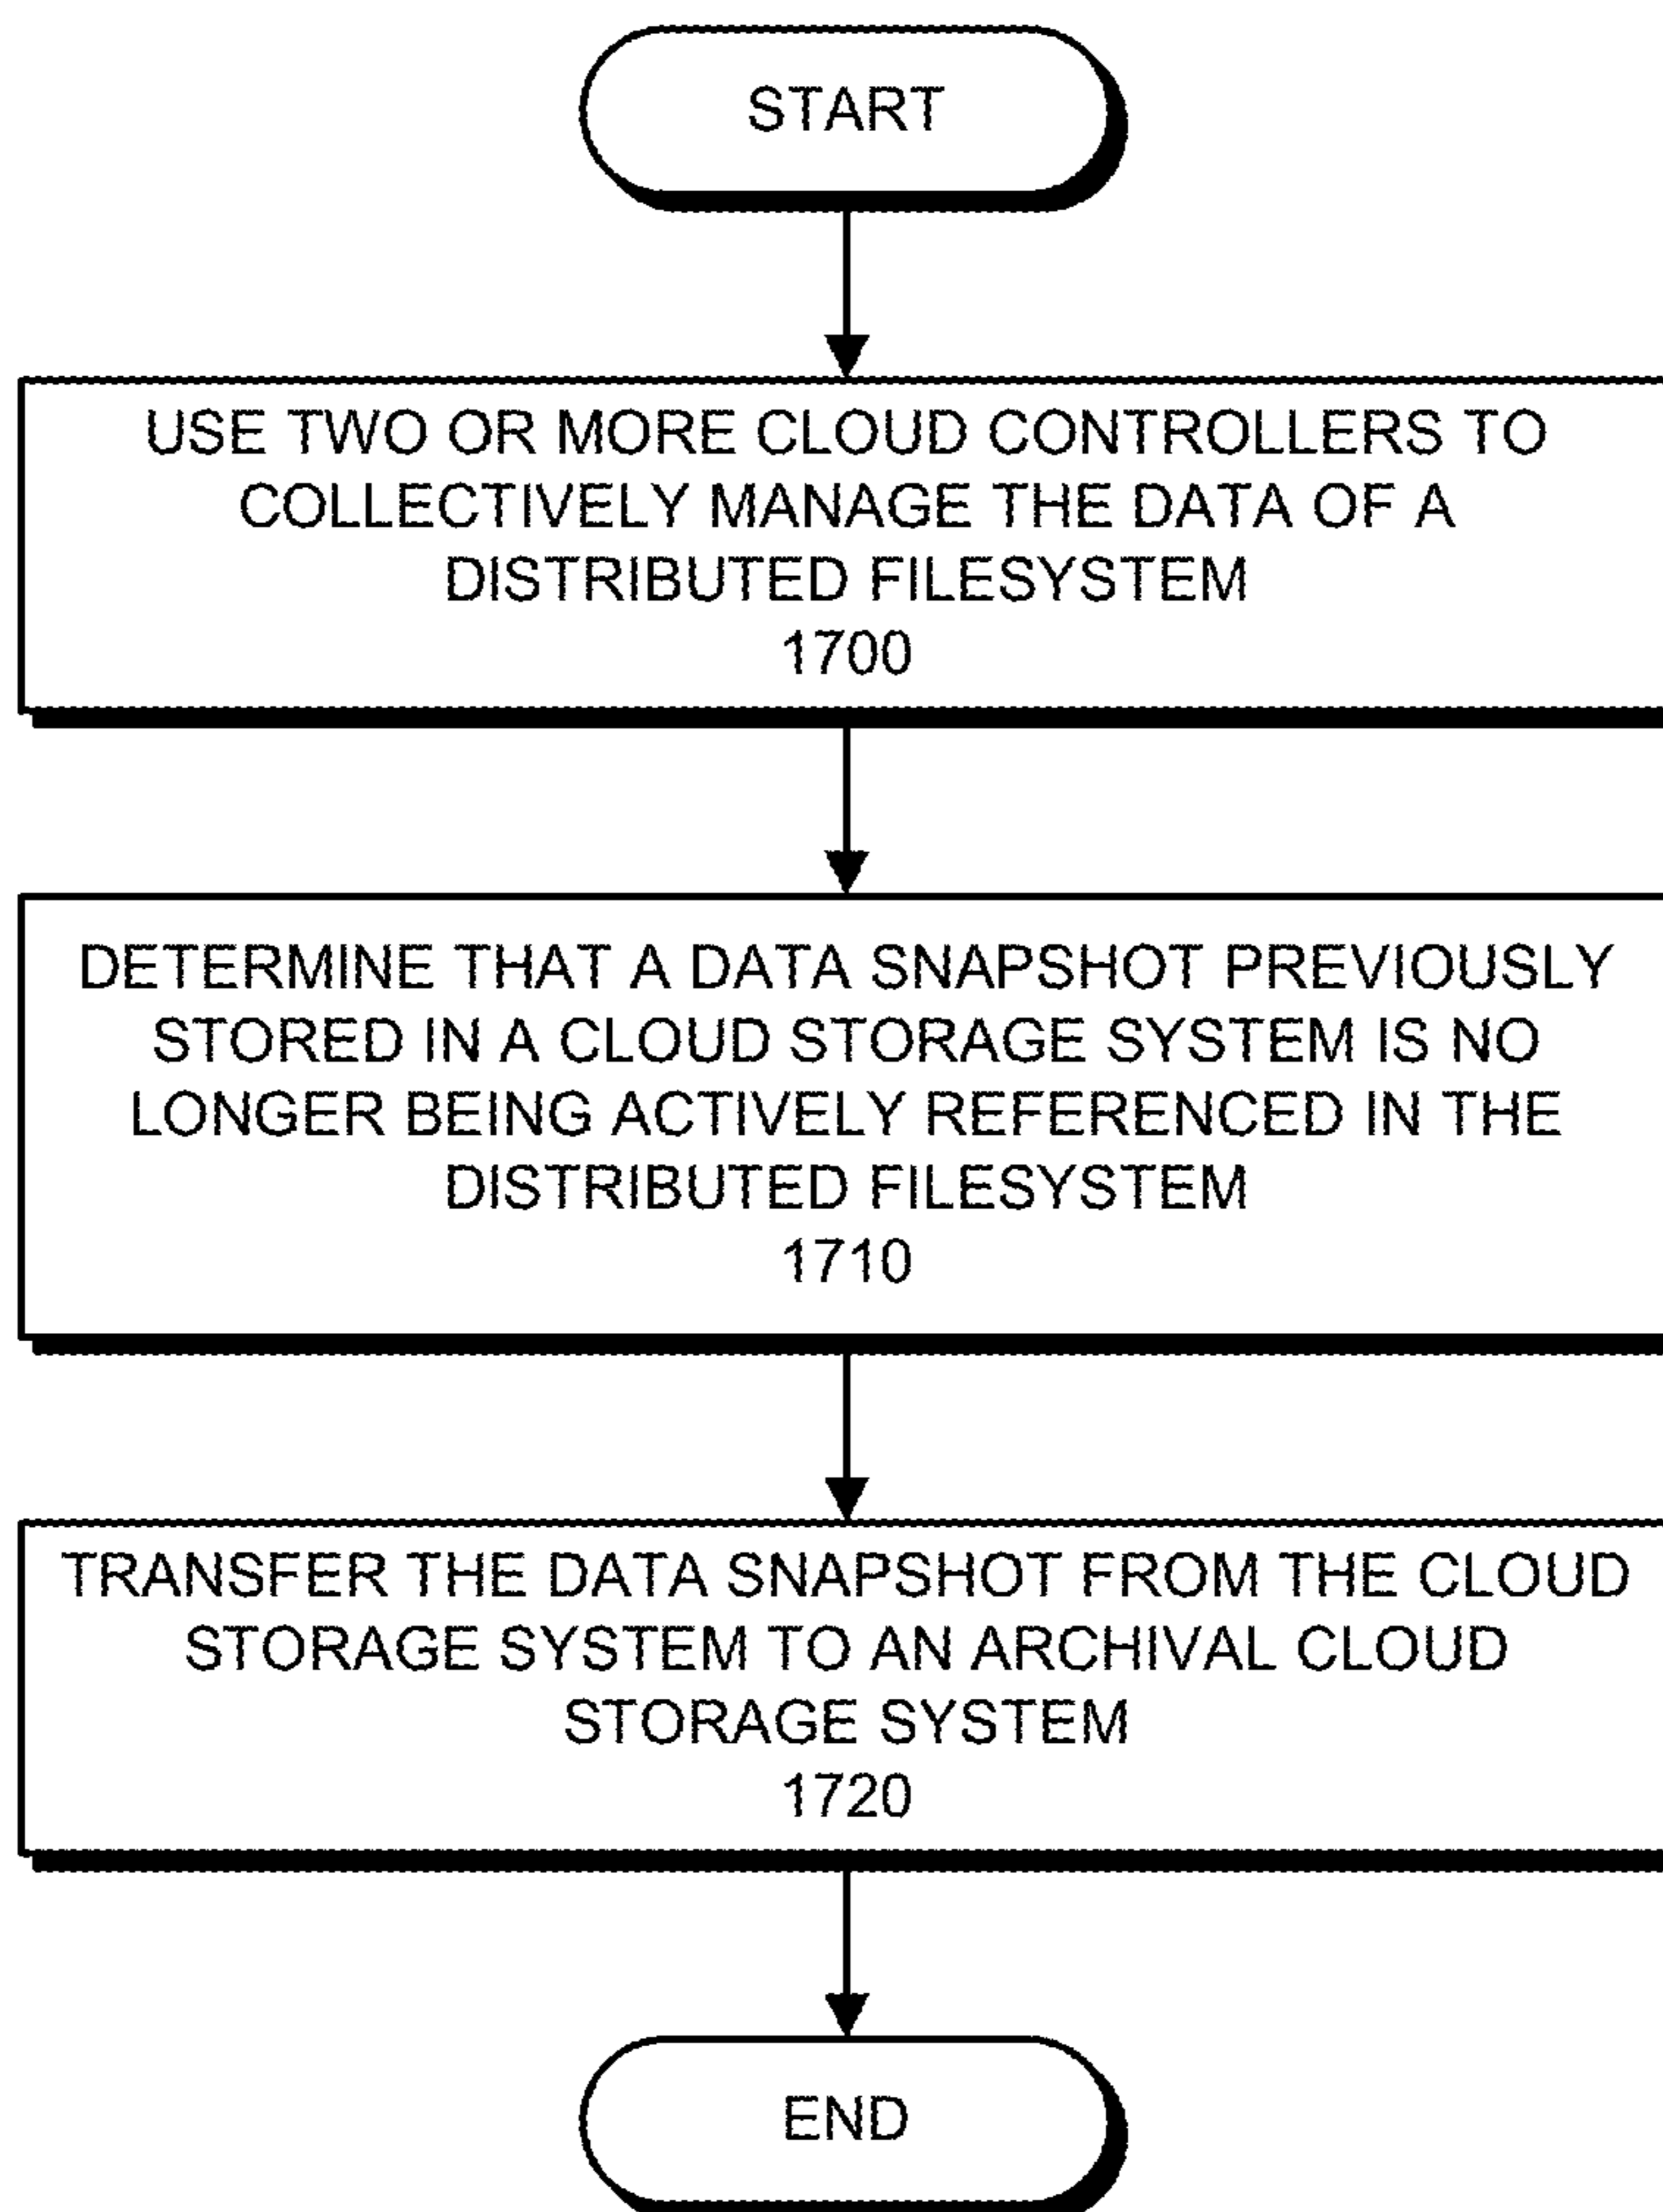 START
USE TWO OR MORE CLOUD CONTROLLERS TO
COLLECTIVELY MANAGE THE DATA OF A
DISTRIBUTED FILESYSTEM
1700
DETERMINE THAT A DATA SNAPSHOT PREVIOUSLY
STORED IN A CLOUD STORAGE SYSTEM IS NO
LONGER BEING ACTIVELY REFERENCED IN THE
DISTRIBUTED FILESYSTEM
1710
TRANSFER THE DATA SNAPSHOT FROM THE CLOUD
STORAGE SYSTEM TO AN ARCHIVAL CLOUD
STORAGE SYSTEM
1720
END